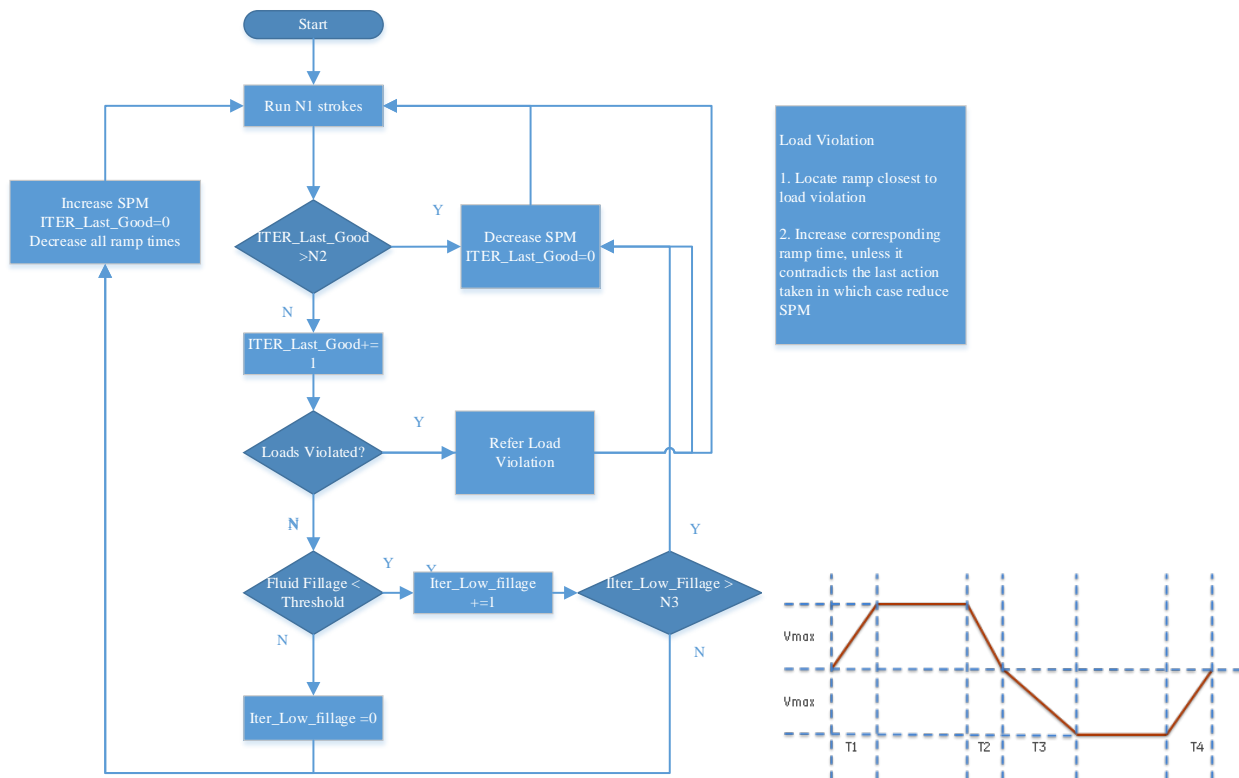 Start
Run N1 strokes
Increase SPM
ITER_Last_Good=0
Decrease all ramp times
ITER_Last_Good
>N2
Y
Decrease SPM
ITER_Last_Good=0
N
ITER_Last_Good+=
1
Loads Violated?
Y
Refer Load
Violation
N
Fluid Fillage <
Threshold
Y
Y
Iter_Low_fillage
+=1
IIter_Low_Fillage >
N3
Y
N
N
Iter_Low_fillage =0
Load Violation
1. Locate ramp closest to
load violation
2. Increase corresponding
ramp time, unless it
contradicts the last action
taken in which case reduce
SPM
Vmax
Vmax
T1
T2
T3
T4